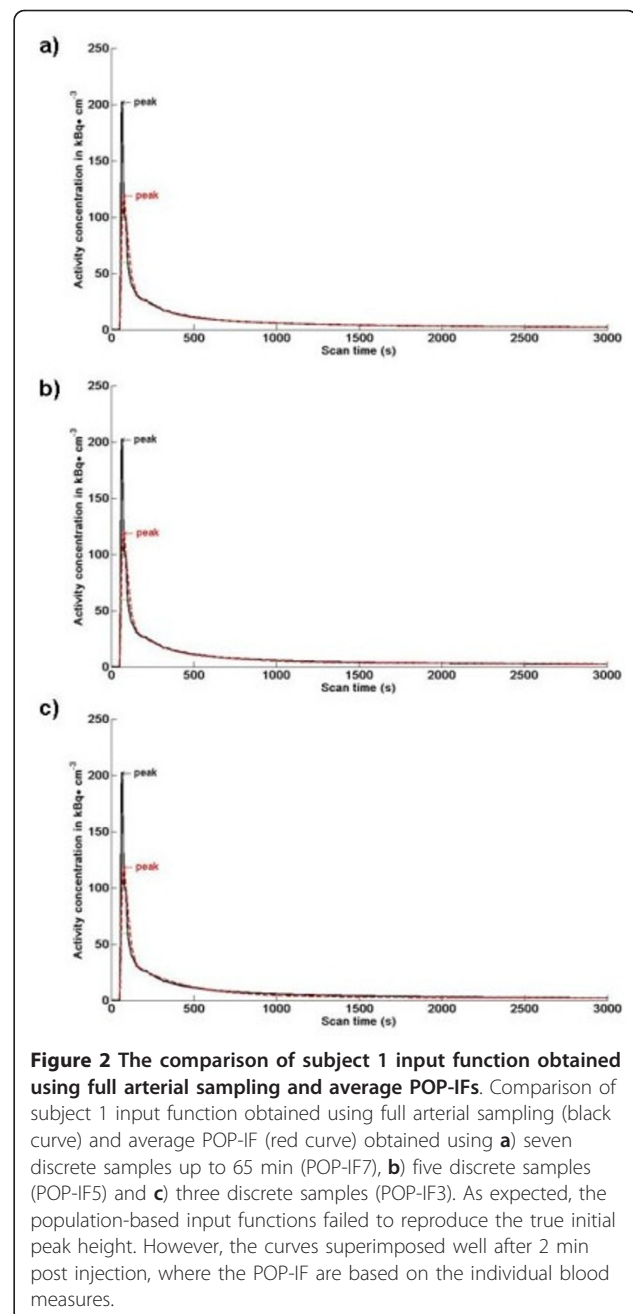 a)
250
200
150
100
50
0
peak
peak
Activity concentration in kBq• cm-3
0 500 1000 1500 2000 2500 3000
Scan time (s)
b)
250
200
150
100
50
0
peak
peak
Activity concentration in kBq• cm-3
0 500 1000 1500 2000 2500 3000
Scan time (s)
c)
250
200
150
100
50
0
peak
peak
Activity concentration in kBq• cm-3
0 500 1000 1500 2000 2500 3000
Scan time (s)
Figure 2 The comparison of subject 1 input function obtained
using full arterial sampling and average POP-IFs. Comparison of
subject 1 input function obtained using full arterial sampling (black
curve) and average POP-IF (red curve) obtained using a) seven
discrete samples up to 65 min (POP-IF7), b) five discrete samples
(POP-IF5) and c) three discrete samples (POP-IF3). As expected, the
population-based input functions failed to reproduce the true initial
peak height. However, the curves superimposed well after 2 min
post injection, where the POP-IF are based on the individual blood
measures.